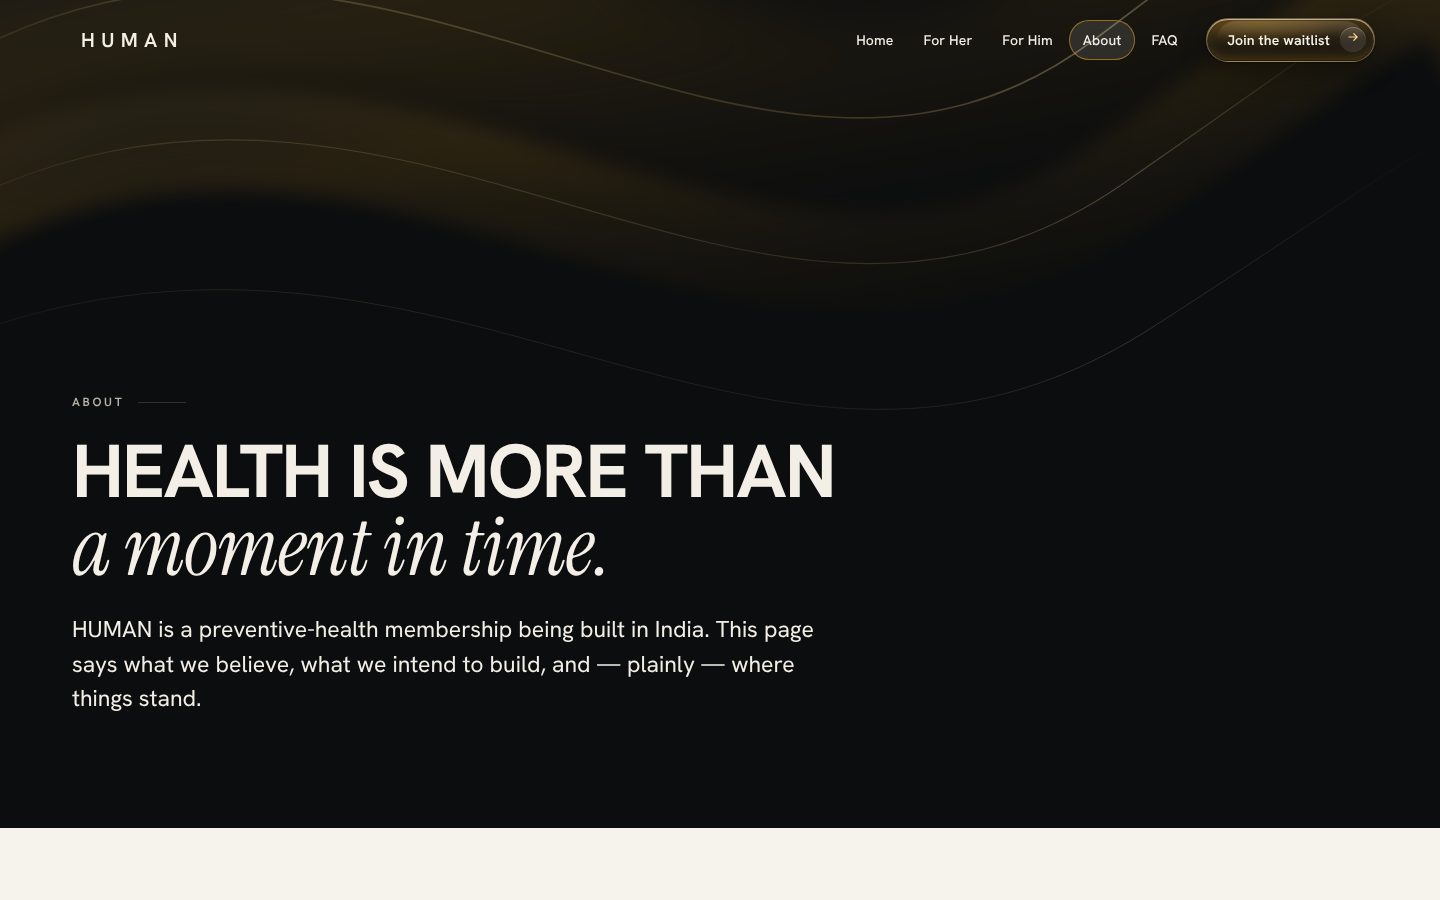 HUMAN
Home
For Her
For Him
About
FAQ
Join the waitlist →
ABOUT
HEALTH IS MORE THAN
a moment in time.
HUMAN is a preventive-health membership being built in India. This page
says what we believe, what we intend to build, and — plainly — where
things stand.